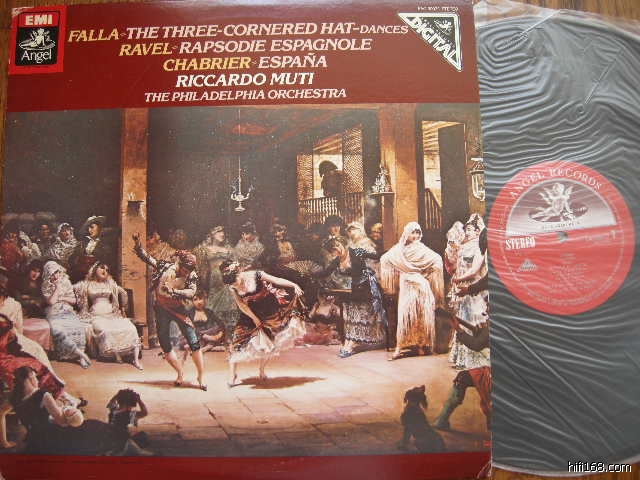 EMI
Angel
FALLA·THE THREE-CORNERED HAT-DANCES
RAVEL·RAPSODIE ESPAGNOLE
CHABRIER·ESPAÑA
RICCARDO MUTI
THE PHILADELPHIA ORCHESTRA
DIGITAL
ANGEL RECORDS
STEREO
hifi168.com